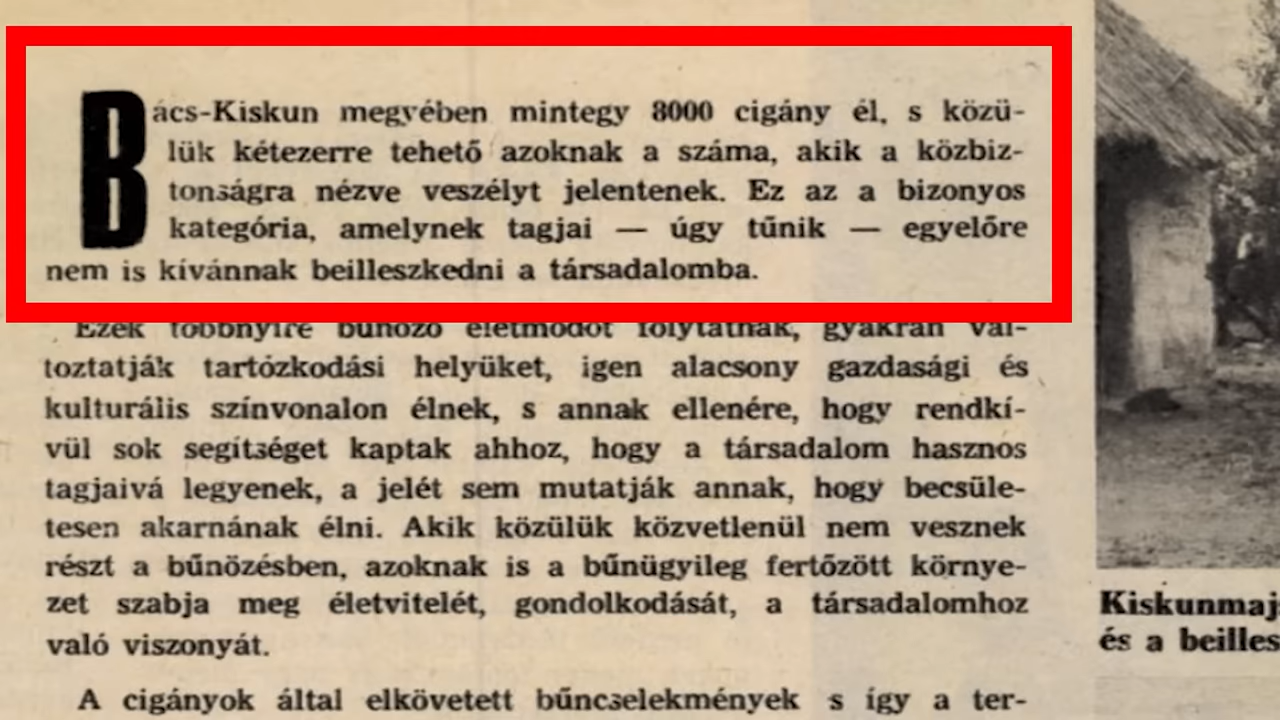 Bács-Kiskun megyében mintegy 8000 cigány él, s közü-
lük kétezerre tehető azoknak a száma, akik a közbiz-
tonságra nézve veszélyt jelentenek. Ez az a bizonyos
kategória, amelynek tagjai — úgy tűnik — egyelőre
nem is kívánnak beilleszkedni a társadalomba.
Ezek többnyire bűnöző életmódot folytatnak, gyakran vál-
toztatják tartózkodási helyüket, igen alacsony gazdasági és
kulturális színvonalon élnek, s annak ellenére, hogy rendkí-
vül sok segítséget kaptak ahhoz, hogy a társadalom hasznos
tagjaivá legyenek, a jelét sem mutatják annak, hogy becsüle-
tesen akarnának élni. Akik közülük közvetlenül nem vesznek
részt a bűnözésben, azoknak is a bűnügyileg fertőzött környe-
zet szabja meg életvitelét, gondolkodását, a társadalomhoz
való viszonyát.
A cigányok által elkövetett bűncselekmények s így a ter-
Kiskunmaj
és a beilles